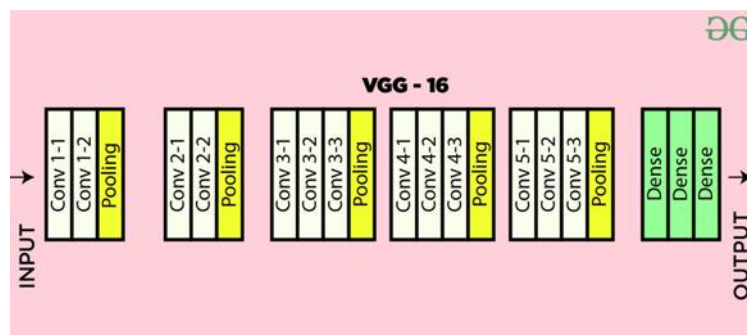 VGG - 16
INPUT
Conv 1-1
Conv 1-2
Pooling
Conv 2-1
Conv 2-2
Pooling
Conv 3-1
Conv 3-2
Conv 3-3
Pooling
Conv 4-1
Conv 4-2
Conv 4-3
Pooling
Conv 5-1
Conv 5-2
Conv 5-3
Pooling
Dense
Dense
Dense
OUTPUT